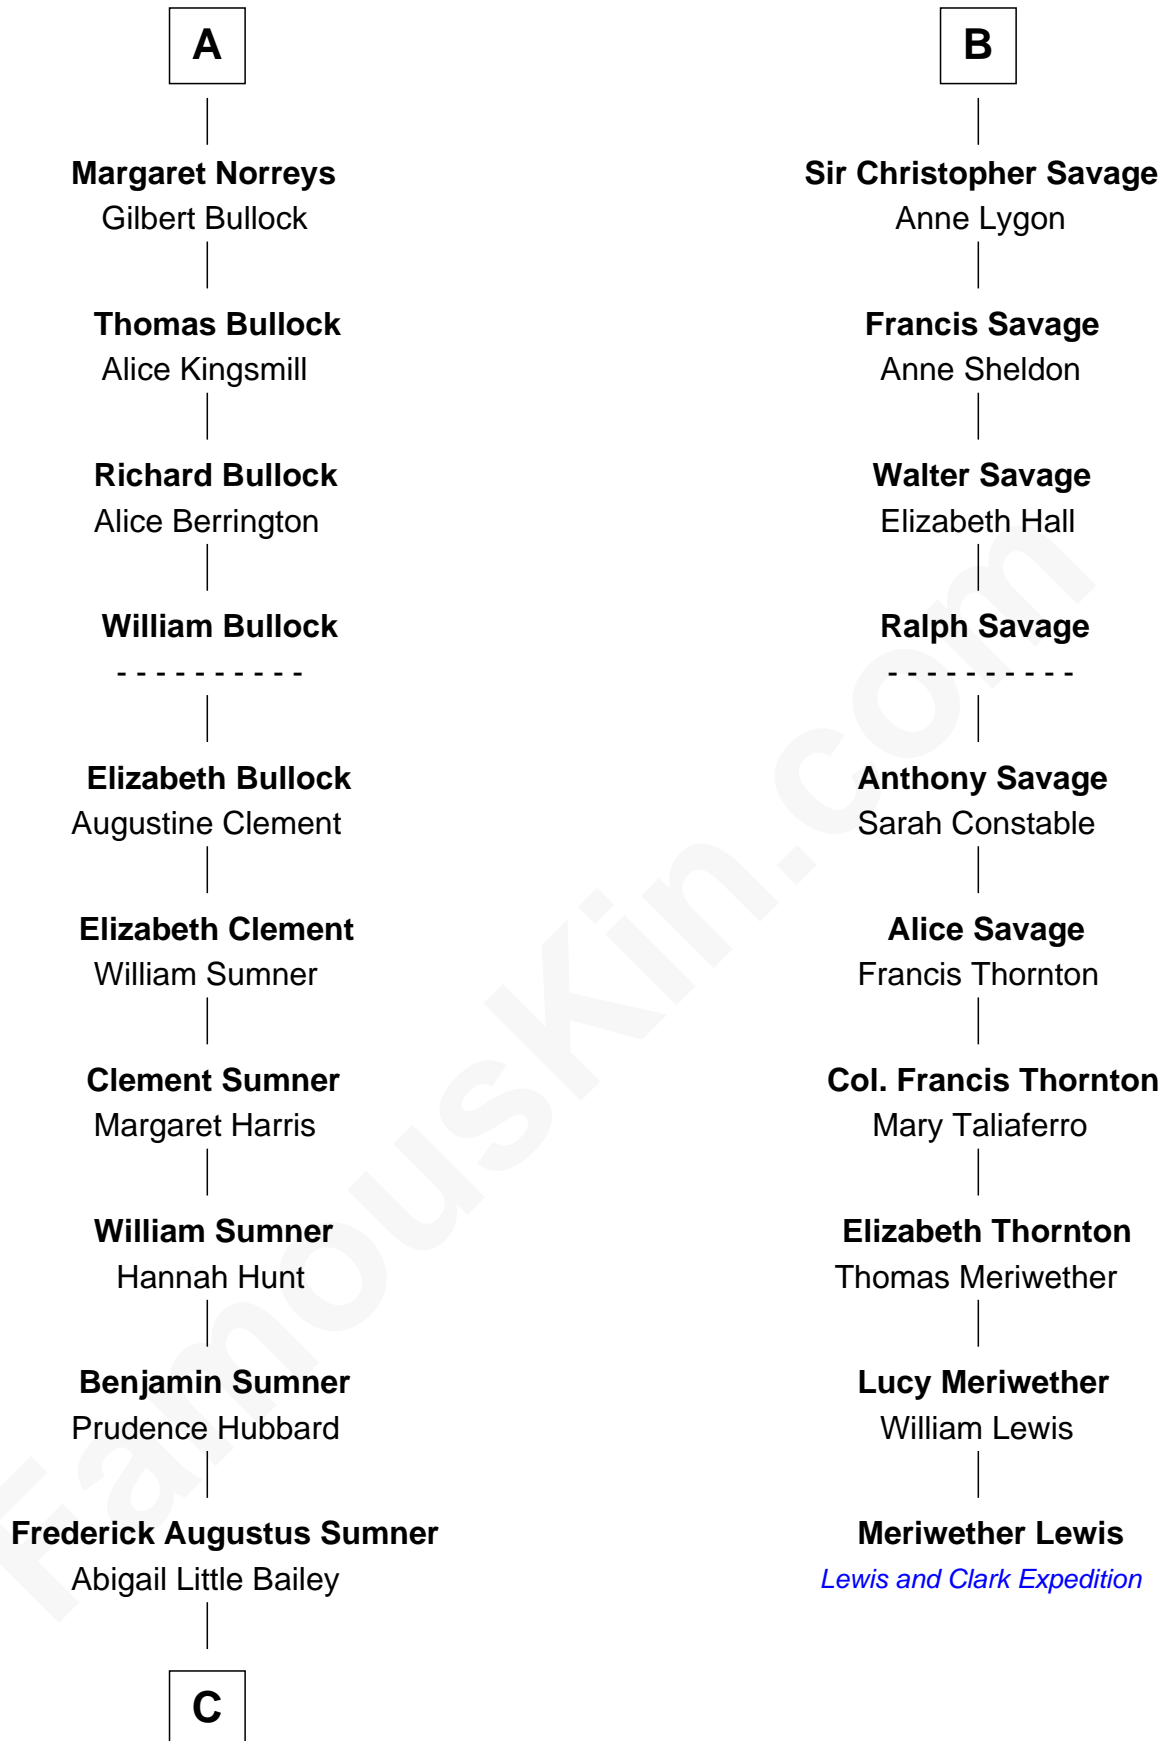 A
Margaret Norreys
Gilbert Bullock
Thomas Bullock
Alice Kingsmill
Richard Bullock
Alice Berrington
William Bullock
- - - - - - - - - -
Elizabeth Bullock
Augustine Clement
Elizabeth Clement
William Sumner
Clement Sumner
Margaret Harris
William Sumner
Hannah Hunt
Benjamin Sumner
Prudence Hubbard
Frederick Augustus Sumner
Abigail Little Bailey
C
B
Sir Christopher Savage
Anne Lygon
Francis Savage
Anne Sheldon
Walter Savage
Elizabeth Hall
Ralph Savage
- - - - - - - - - -
Anthony Savage
Sarah Constable
Alice Savage
Francis Thornton
Col. Francis Thornton
Mary Taliaferro
Elizabeth Thornton
Thomas Meriwether
Lucy Meriwether
William Lewis
Meriwether Lewis
Lewis and Clark Expedition
FamousKin.com